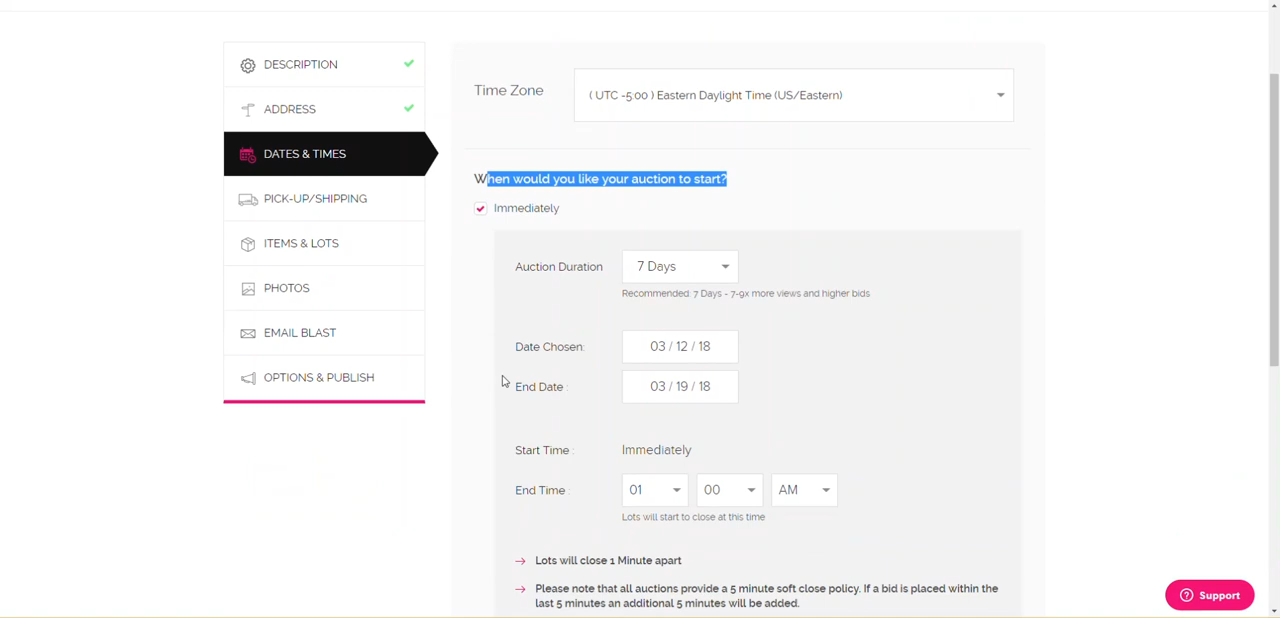 DESCRIPTION
ADDRESS
DATES & TIMES
PICK-UP/SHIPPING
ITEMS & LOTS
PHOTOS
EMAIL BLAST
OPTIONS & PUBLISH
Time Zone
( UTC -5:00 ) Eastern Daylight Time (US/Eastern)
When would you like your auction to start?
Immediately
Auction Duration
7 Days
Recommended: 7 Days - 7-9x more views and higher bids
Date Chosen:
03 / 12 / 18
End Date :
03 / 19 / 18
Start Time :
Immediately
End Time :
01 00 AM
Lots will start to close at this time
Lots will close 1 Minute apart
Please note that all auctions provide a 5 minute soft close policy. If a bid is placed within the
last 5 minutes an additional 5 minutes will be added.
Support